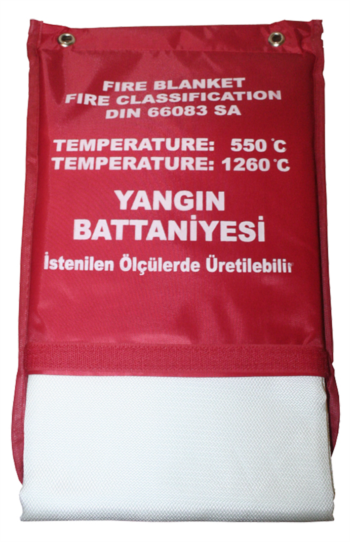 FIRE BLANKET
FIRE CLASSIFICATION
DIN 66083 SA
TEMPERATURE: 550 °C
TEMPERATURE: 1260 °C
YANGIN
BATTANİYESİ
İstenilen Ölçülerde Üretilebilir